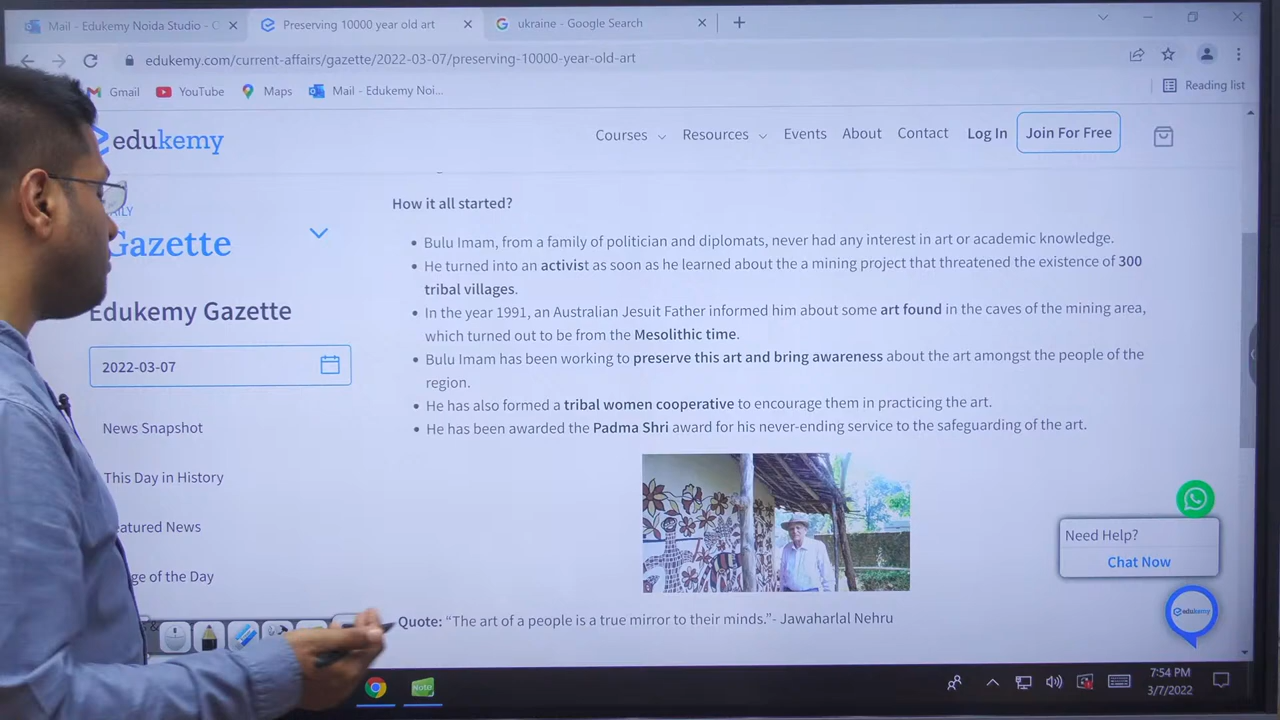 Mail - Edukemy Noida Studio - C
Preserving 10000 year old art
ukraine - Google Search
edukemy.com/current-affairs/gazette/2022-03-07/preserving-10000-year-old-art
Gmail
YouTube
Maps
Mail - Edukemy Noi...
Reading list
edukemy
Courses
Resources
Events
About
Contact
Log In
Join For Free
ILY
Gazette
Edukemy Gazette
2022-03-07
News Snapshot
This Day in History
eatured News
ge of the Day
How it all started?
• Bulu Imam, from a family of politician and diplomats, never had any interest in art or academic knowledge.
• He turned into an activist as soon as he learned about the a mining project that threatened the existence of 300
tribal villages.
• In the year 1991, an Australian Jesuit Father informed him about some art found in the caves of the mining area,
which turned out to be from the Mesolithic time.
• Bulu Imam has been working to preserve this art and bring awareness about the art amongst the people of the
region.
• He has also formed a tribal women cooperative to encourage them in practicing the art.
• He has been awarded the Padma Shri award for his never-ending service to the safeguarding of the art.
Quote: “The art of a people is a true mirror to their minds.”- Jawaharlal Nehru
Need Help?
Chat Now
edukemy
Note
7:54 PM
3/7/2022